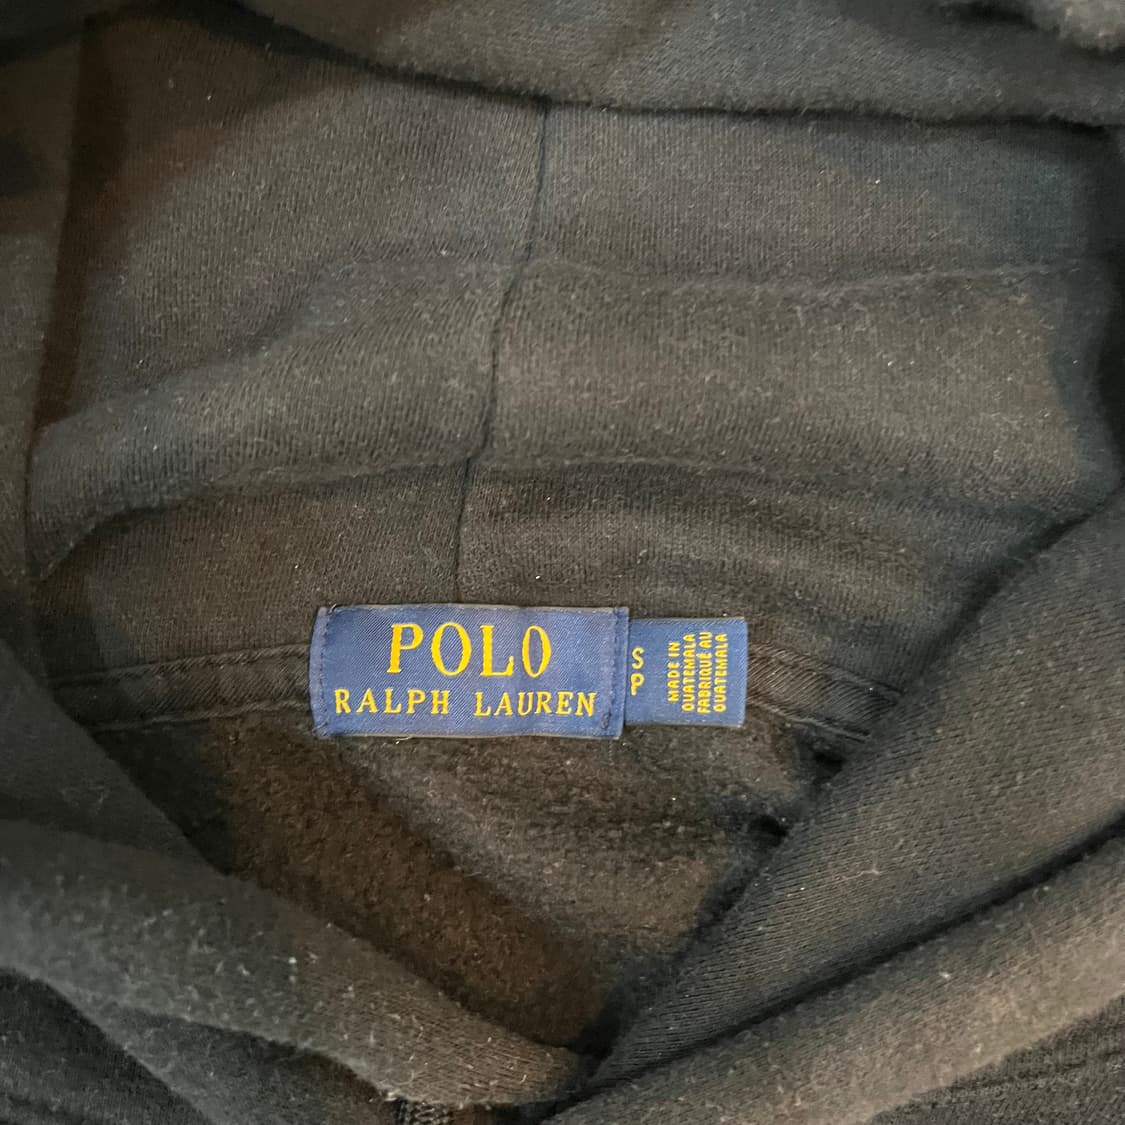 POLO
RALPH LAUREN
S
P
MADE IN
GUATEMALA
FABRIQUÉ AU
GUATEMALA